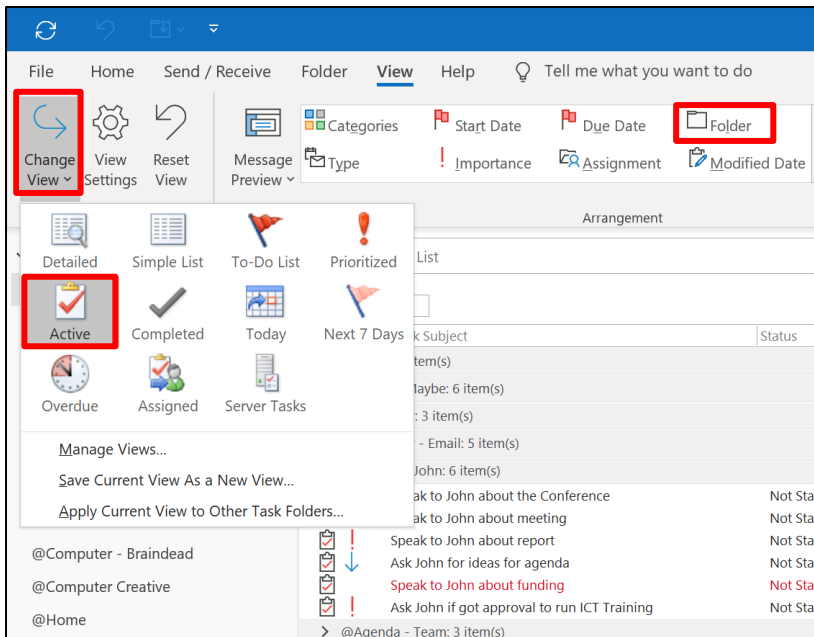 File Home Send / Receive Folder View Help Tell me what you want to do
Change View
View Settings
Reset View
Message Preview
Categories Start Date Due Date Folder
Type Importance Assignment Modified Date
Arrangement
Detailed Simple List To-Do List Prioritized
Active Completed Today Next 7 Days
Overdue Assigned Server Tasks
Manage Views...
Save Current View As a New View...
Apply Current View to Other Task Folders...
List
Subject Status
item(s)
Maybe: 6 item(s)
: 3 item(s)
- Email: 5 item(s)
John: 6 item(s)
to John about the Conference Not Sta
to John about meeting Not Sta
Speak to John about report Not Sta
Ask John for ideas for agenda Not Sta
Speak to John about funding Not Sta
Ask John if got approval to run ICT Training Not Sta
@Agenda - Team: 3 item(s)
@Computer - Braindead
@Computer Creative
@Home